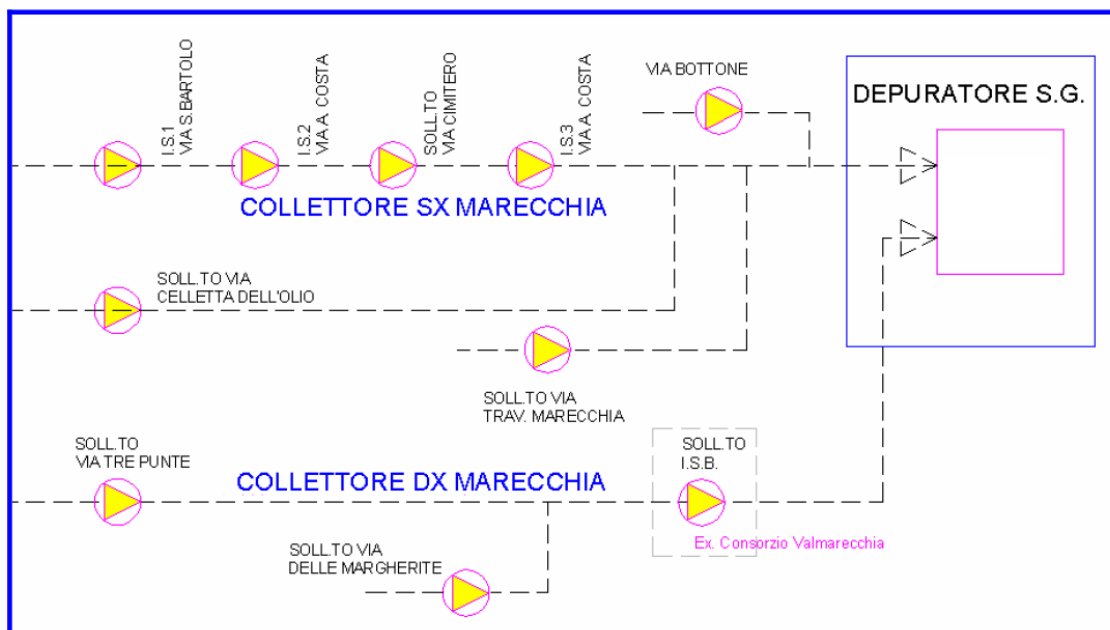 I.S.1
VIA S.BARTOLO
I.S.2
VIA A. COSTA
SOLL.TO
VIA CIMITERO
I.S.3
VIA A. COSTA
VIA BOTTONE
DEPURATORE S.G.
COLLETTORE SX MARECCHIA
SOLL.TO VIA
CELLETTA DELL'OLIO
SOLL.TO VIA
TRAV. MARECCHIA
SOLL.TO
VIA TRE PUNTE
COLLETTORE DX MARECCHIA
SOLL.TO
I.S.B.
Ex. Consorzio Valmarecchia
SOLL.TO VIA
DELLE MARGHERITE